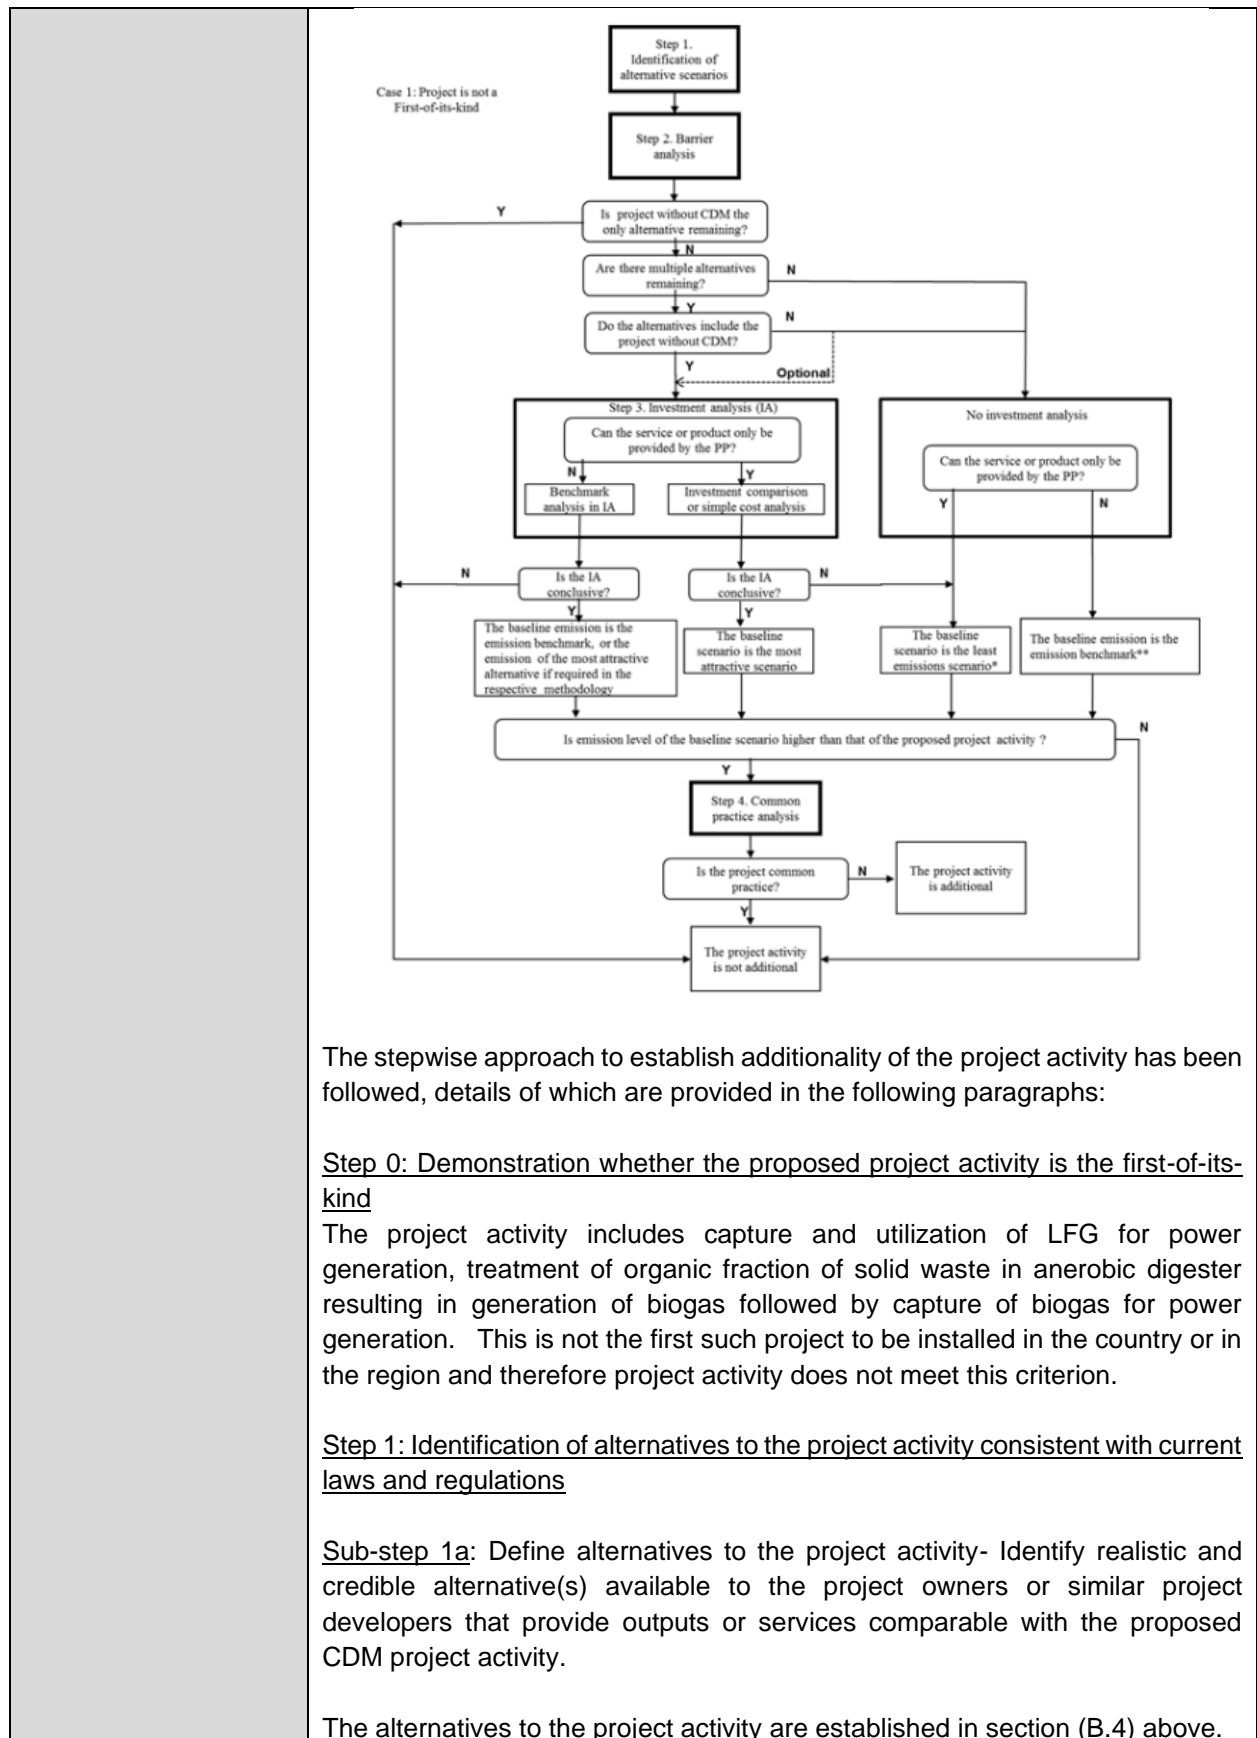 Step 1.
Identification of
alternative scenarios
Case 1: Project is not a
First-of-its-kind
Step 2. Barrier
analysis
Y
Is project without CDM the
only alternative remaining?
N
Are there multiple alternatives
remaining?
N
Y
Do the alternatives include the
project without CDM?
N
Y
Optional
Step 3. Investment analysis (IA)
Can the service or product only be
provided by the PP?
N
Y
Benchmark
analysis in IA
Investment comparison
or simple cost analysis
No investment analysis
Can the service or product only be
provided by the PP?
Y
N
N
Is the IA
conclusive?
Y
Is the IA
conclusive?
N
Y
The baseline emission is the
emission benchmark, or the
emission of the most attractive
alternative if required in the
respective methodology
The baseline
scenario is the most
attractive scenario
The baseline
scenario is the least
emissions scenario*
The baseline emission is the
emission benchmark**
Is emission level of the baseline scenario higher than that of the proposed project activity ?
N
Y
Step 4. Common
practice analysis
Is the project common
practice?
N
The project activity
is additional
Y
The project activity
is not additional
The stepwise approach to establish additionality of the project activity has been
followed, details of which are provided in the following paragraphs:
Step 0: Demonstration whether the proposed project activity is the first-of-its-
kind
The project activity includes capture and utilization of LFG for power
generation, treatment of organic fraction of solid waste in anerobic digester
resulting in generation of biogas followed by capture of biogas for power
generation. This is not the first such project to be installed in the country or in
the region and therefore project activity does not meet this criterion.
Step 1: Identification of alternatives to the project activity consistent with current
laws and regulations
Sub-step 1a: Define alternatives to the project activity- Identify realistic and
credible alternative(s) available to the project owners or similar project
developers that provide outputs or services comparable with the proposed
CDM project activity.
The alternatives to the project activity are established in section (B.4) above.